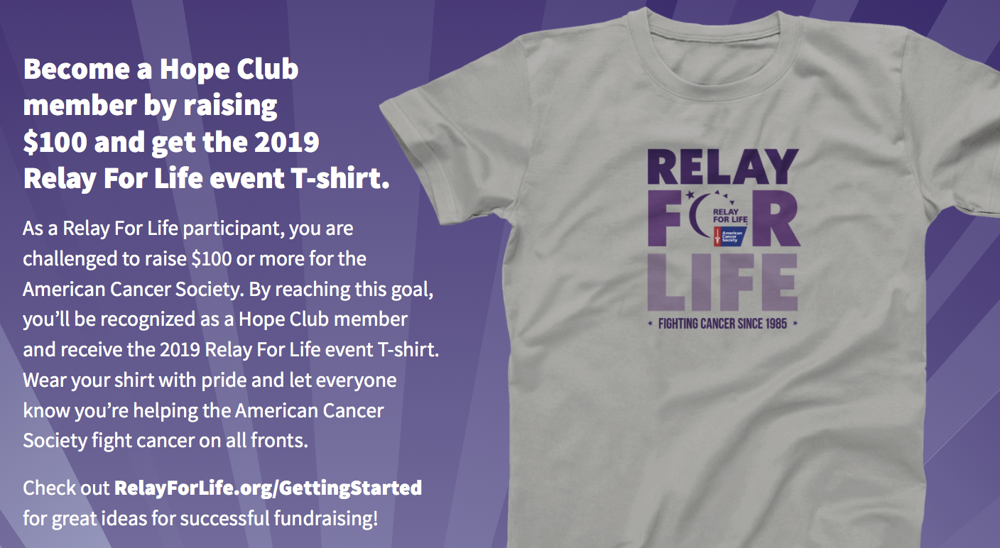 Become a Hope Club
member by raising
$100 and get the 2019
Relay For Life event T-shirt.
As a Relay For Life participant, you are
challenged to raise $100 or more for the
American Cancer Society. By reaching this goal,
you’ll be recognized as a Hope Club member
and receive the 2019 Relay For Life event T-shirt.
Wear your shirt with pride and let everyone
know you’re helping the American Cancer
Society fight cancer on all fronts.
Check out RelayForLife.org/GettingStarted
for great ideas for successful fundraising!
RELAY
FOR
RELAY
FOR LIFE
American
Cancer
Society
LIFE
FIGHTING CANCER SINCE 1985